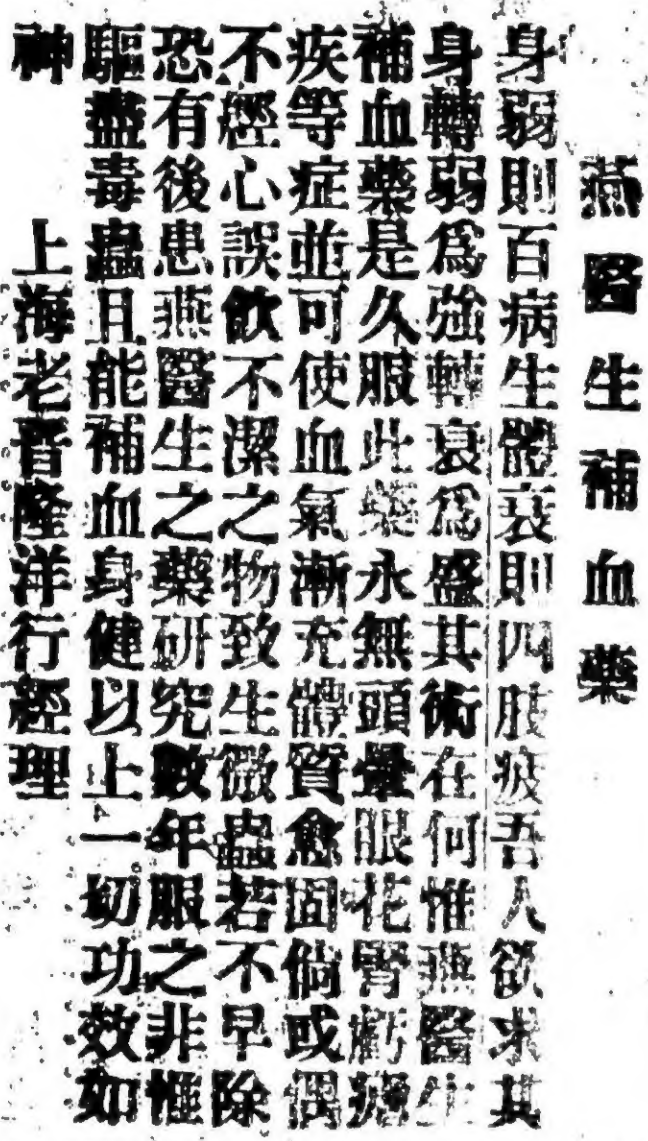 燕醫生補血藥
身弱則百病生體衰則四肢疲吾人欲求其
身轉弱爲強轉衰爲盛其術在何惟燕醫生
補血藥是久服此藥永無頭暈眼花腎虧癆
疾等症並可使血氣漸充體質愈固倘或偶
不經心誤飲不潔之物致生微蟲若不早除
恐有後患燕醫生之藥研究數年服之非惟
驅盡毒蟲且能補血身健以上一切功效如
神　上海老晋隆洋行經理